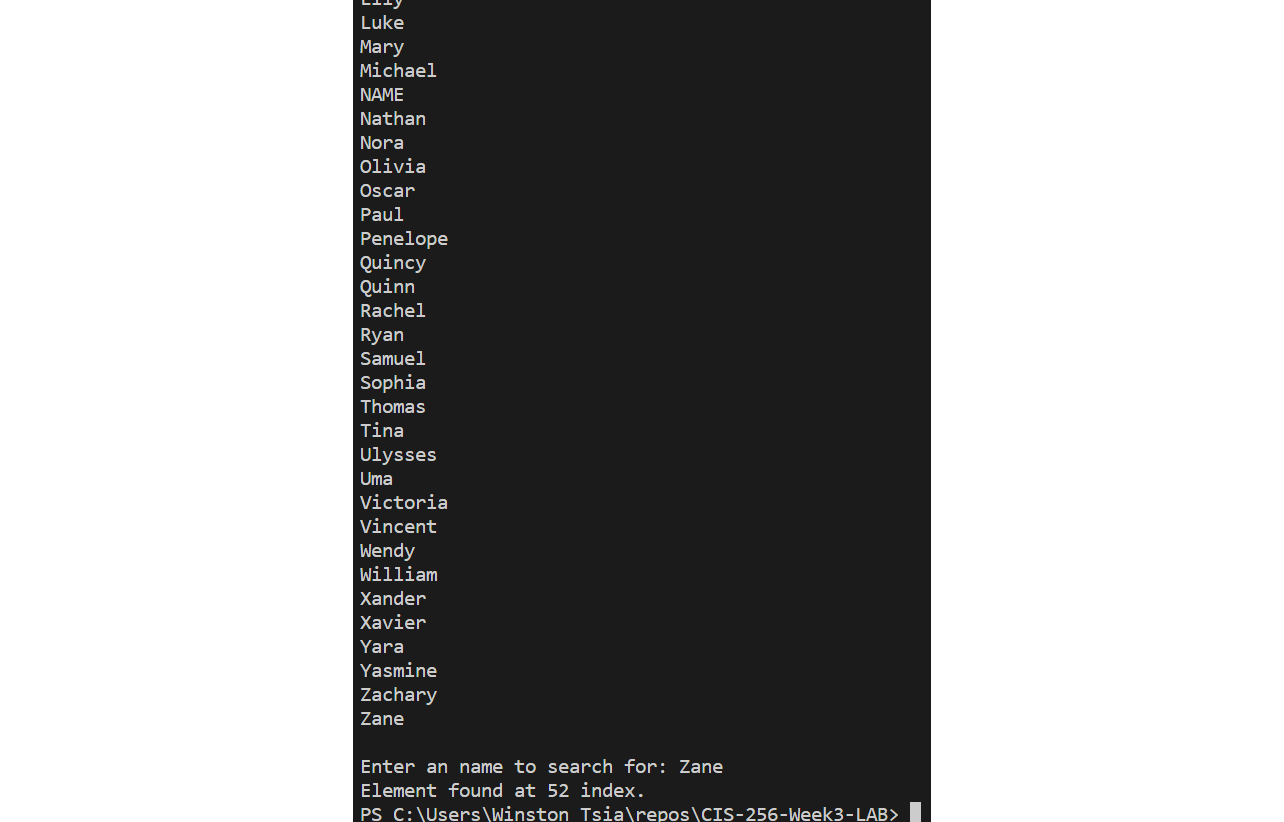 Lily
Luke
Mary
Michael
NAME
Nathan
Nora
Olivia
Oscar
Paul
Penelope
Quincy
Quinn
Rachel
Ryan
Samuel
Sophia
Thomas
Tina
Ulysses
Uma
Victoria
Vincent
Wendy
William
Xander
Xavier
Yara
Yasmine
Zachary
Zane
Enter an name to search for: Zane
Element found at 52 index.
PS C:\Users\Winston Tsia\repos\CIS-256-Week3-LAB>